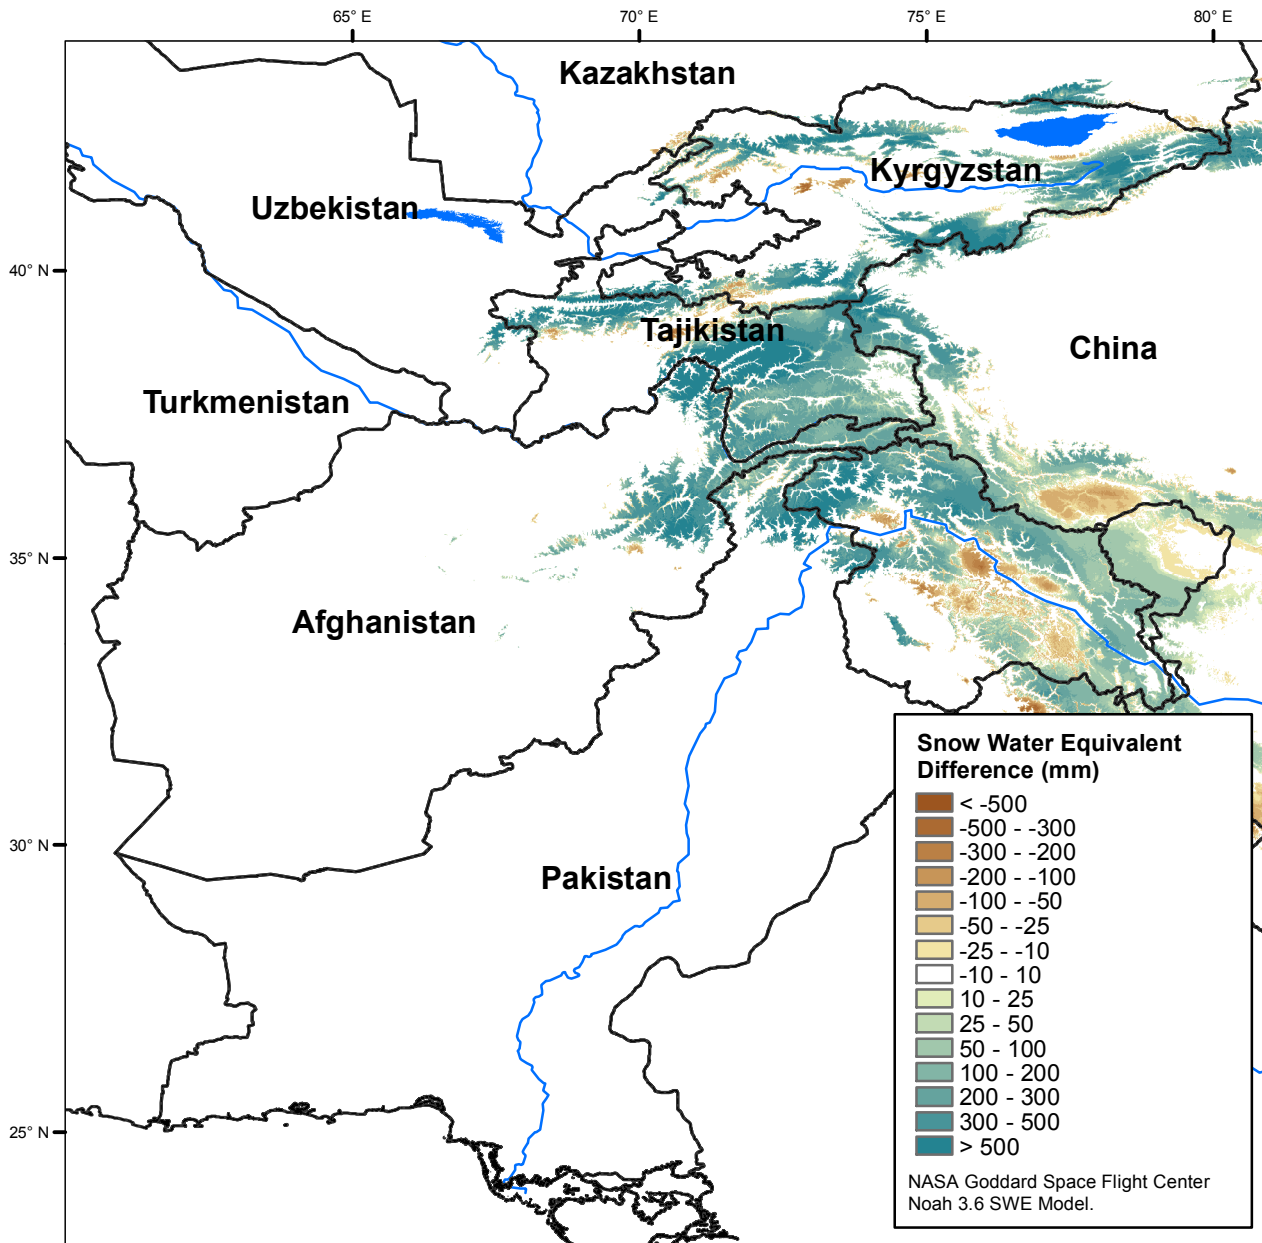 65° E
70° E
75° E
80° E
Kazakhstan
Kyrgyzstan
Uzbekistan
40° N
Tajikistan
China
Turkmenistan
35° N
Afghanistan
Snow Water Equivalent
Difference (mm)
< -500
-500 - -300
-300 - -200
-200 - -100
-100 - -50
-50 - -25
-25 - -10
-10 - 10
10 - 25
25 - 50
50 - 100
100 - 200
200 - 300
300 - 500
> 500
30° N
Pakistan
25° N
NASA Goddard Space Flight Center
Noah 3.6 SWE Model.